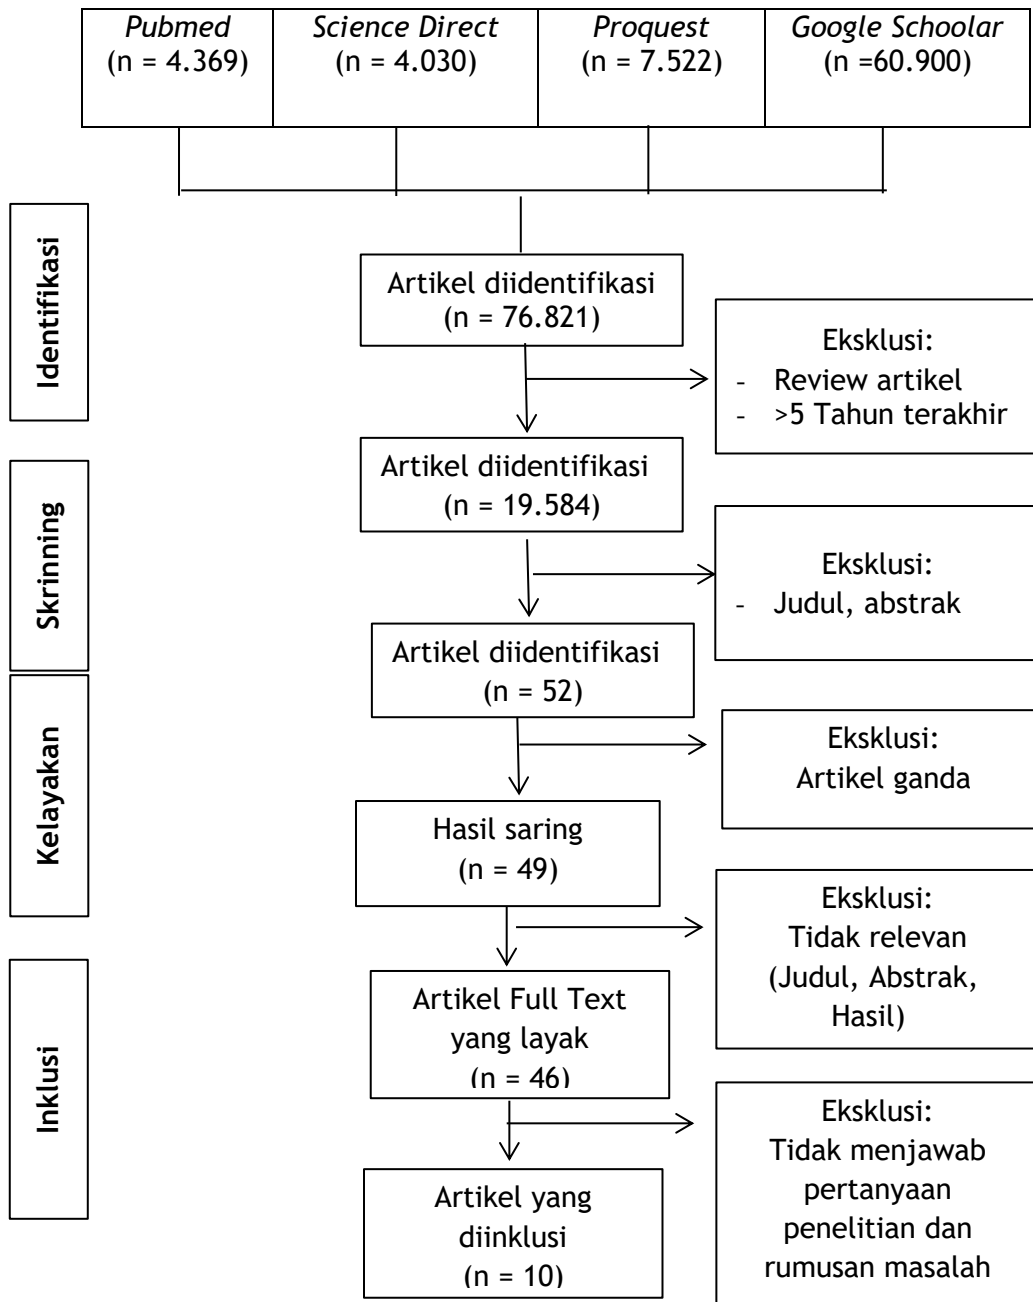 Pubmed
(n = 4.369)
Science Direct
(n = 4.030)
Proquest
(n = 7.522)
Google Schoolar
(n =60.900)
Identifikasi
Artikel diidentifikasi
(n = 76.821)
Eksklusi:
- Review artikel
- >5 Tahun terakhir
Skrinning
Artikel diidentifikasi
(n = 19.584)
Eksklusi:
- Judul, abstrak
Artikel diidentifikasi
(n = 52)
Kelayakan
Eksklusi:
Artikel ganda
Hasil saring
(n = 49)
Eksklusi:
Tidak relevan
(Judul, Abstrak,
Hasil)
Inklusi
Artikel Full Text
yang layak
(n = 46)
Eksklusi:
Tidak menjawab
pertanyaan
penelitian dan
rumusan masalah
Artikel yang
diinklusi
(n = 10)